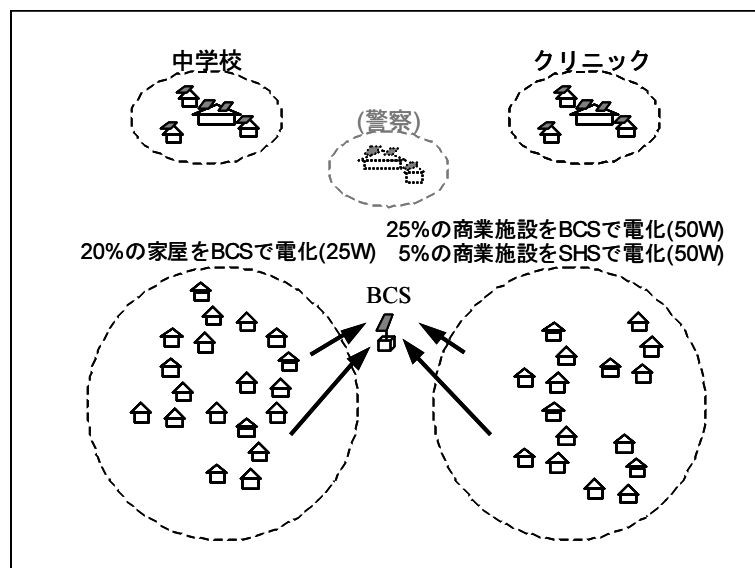 中学校
クリニック
(警察)
25%の商業施設をBCSで電化(50W)
20%の家屋をBCSで電化(25W)
5%の商業施設をSHSで電化(50W)
BCS